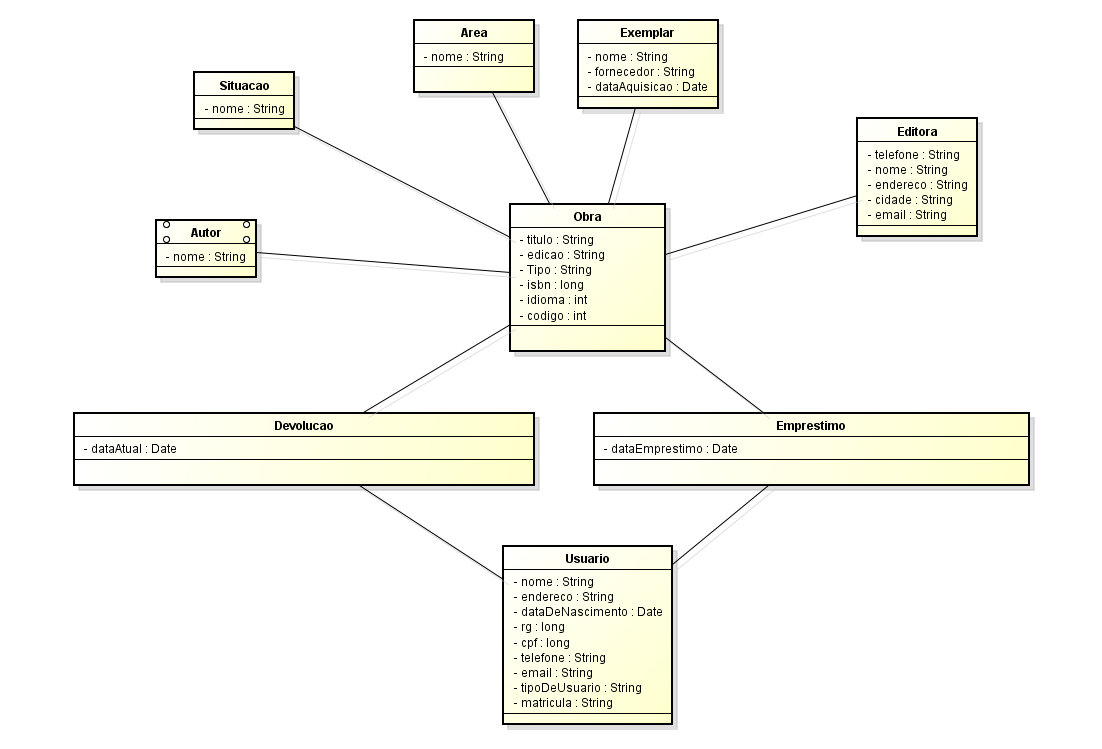 Area
- nome : String
Exemplar
- nome : String
- fornecedor : String
- dataAquisicao : Date
Situacao
- nome : String
Editora
- telefone : String
- nome : String
- endereco : String
- cidade : String
- email : String
Autor
- nome : String
Obra
- titulo : String
- edicao : String
- Tipo : String
- isbn : long
- idioma : int
- codigo : int
Devolucao
- dataAtual : Date
Emprestimo
- dataEmprestimo : Date
Usuario
- nome : String
- endereco : String
- dataDeNascimento : Date
- rg : long
- cpf : long
- telefone : String
- email : String
- tipoDeUsuario : String
- matricula : String